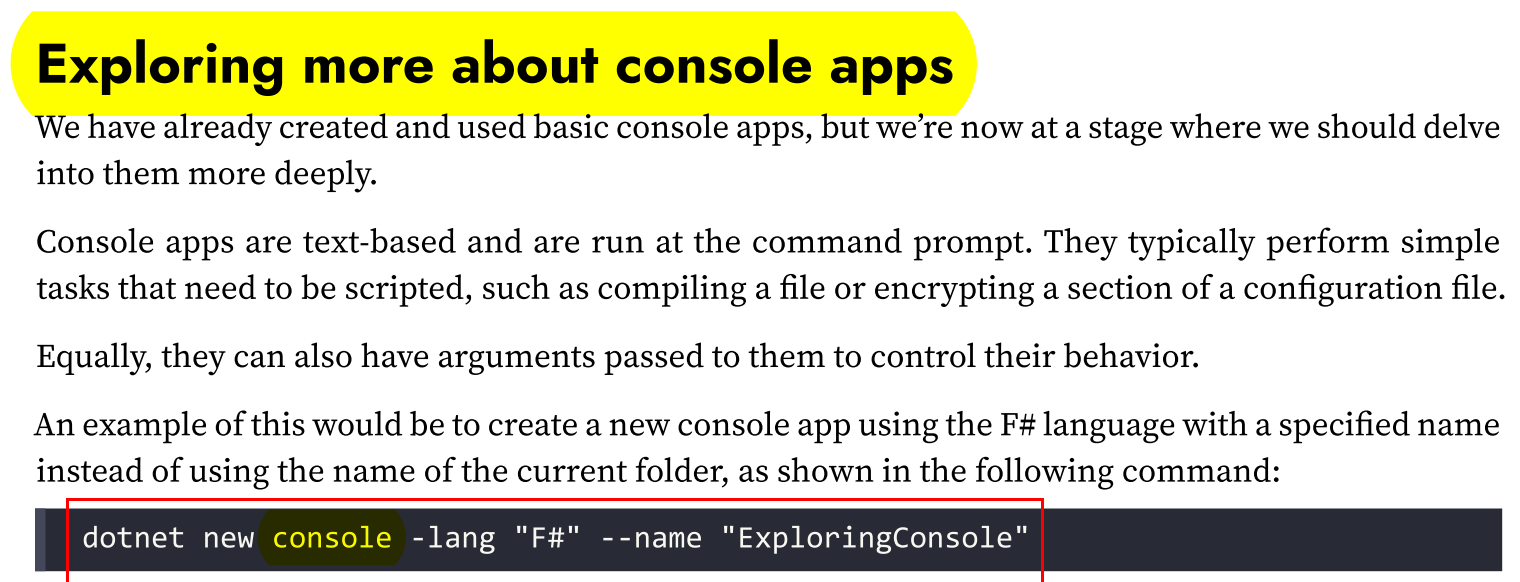 Exploring more about console apps
We have already created and used basic console apps, but we’re now at a stage where we should delve
into them more deeply.
Console apps are text-based and are run at the command prompt. They typically perform simple
tasks that need to be scripted, such as compiling a file or encrypting a section of a configuration file.
Equally, they can also have arguments passed to them to control their behavior.
An example of this would be to create a new console app using the F# language with a specified name
instead of using the name of the current folder, as shown in the following command:
dotnet new console -lang "F#" --name "ExploringConsole"